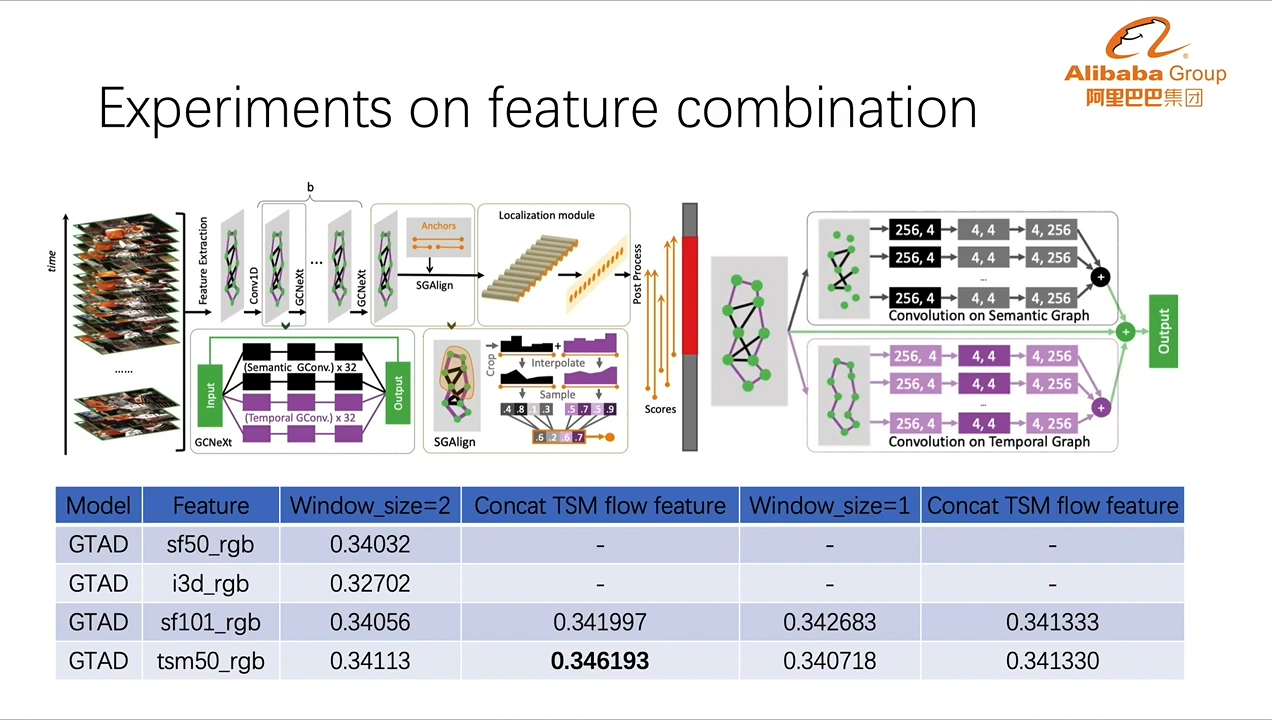 Alibaba Group
阿里巴巴集团
Experiments on feature combination
time
......
Feature Extraction
b
Conv1D
GCNeXt
...
GCNeXt
Anchors
SGAlign
Localization module
Post Process
Scores
Input
(Semantic GConv.) x 32
(Temporal GConv.) x 32
Output
GCNeXt
SGAlign
Crop
+
Interpolate
Sample
.4 .8 .1 .3
.5 .7 .5 .9
.6 .2 .6 .7
256, 4 4, 4 4, 256
256, 4 4, 4 4, 256
...
256, 4 4, 4 4, 256
+
Convolution on Semantic Graph
+
Output
256, 4 4, 4 4, 256
256, 4 4, 4 4, 256
...
256, 4 4, 4 4, 256
+
Convolution on Temporal Graph
Model Feature Window_size=2 Concat TSM flow feature Window_size=1 Concat TSM flow feature
GTAD sf50_rgb 0.34032 - - -
GTAD i3d_rgb 0.32702 - - -
GTAD sf101_rgb 0.34056 0.341997 0.342683 0.341333
GTAD tsm50_rgb 0.34113 0.346193 0.340718 0.341330